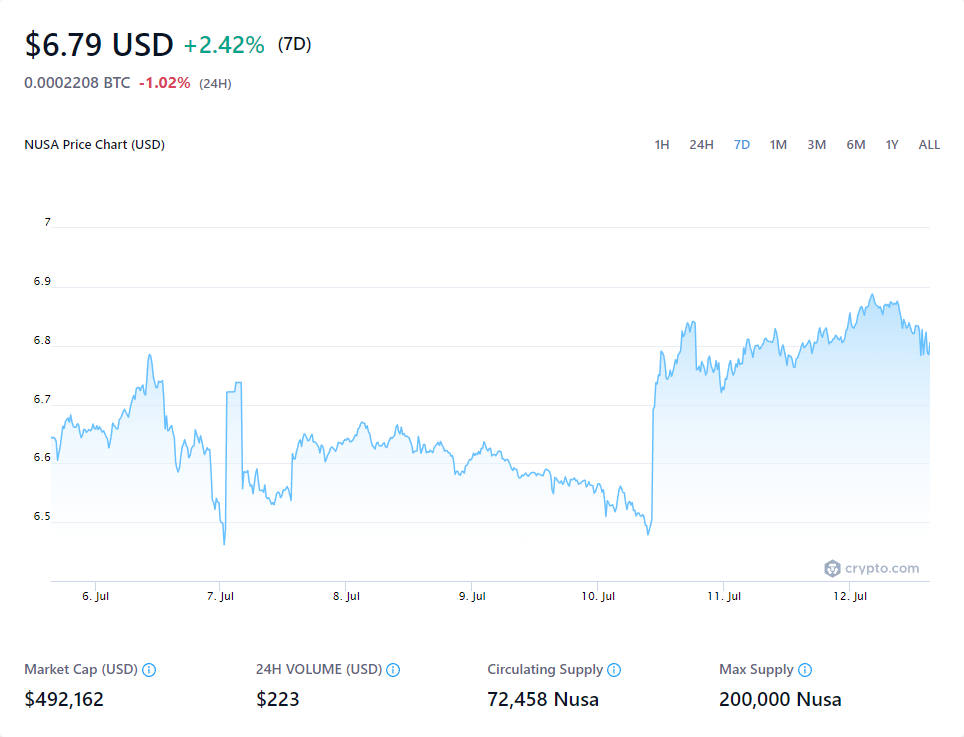 $6.79 USD +2.42% (7D)
0.0002208 BTC -1.02% (24H)
NUSA Price Chart (USD) 1H 24H 7D 1M 3M 6M 1Y ALL
7
6.9
6.8
6.7
6.6
6.5
crypto.com
6. Jul 7. Jul 8. Jul 9. Jul 10. Jul 11. Jul 12. Jul
Market Cap (USD) 24H VOLUME (USD) Circulating Supply Max Supply
$492,162 $223 72,458 Nusa 200,000 Nusa